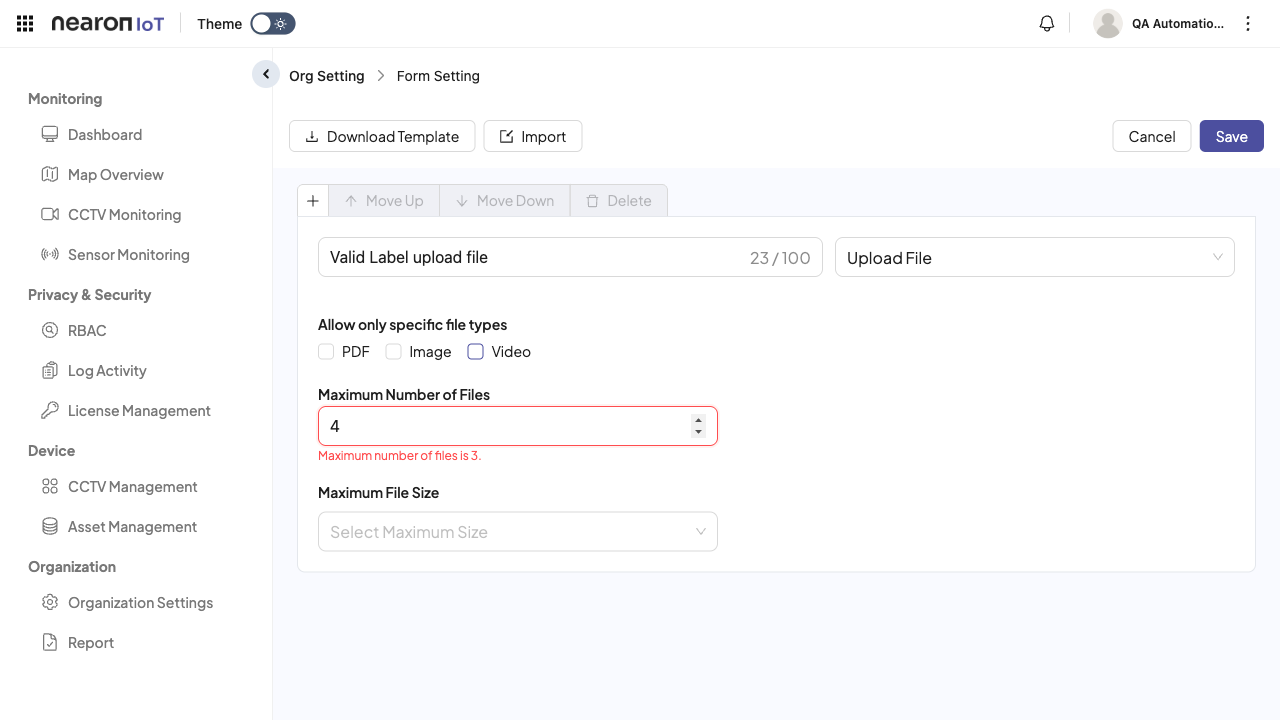 nearon IoT
Theme
QA Automatio...
Org Setting > Form Setting
Monitoring
Dashboard
Map Overview
CCTV Monitoring
Sensor Monitoring
Privacy & Security
RBAC
Log Activity
License Management
Device
CCTV Management
Asset Management
Organization
Organization Settings
Report
Download Template
Import
Cancel
Save
Move Up
Move Down
Delete
Valid Label upload file
23 / 100
Upload File
Allow only specific file types
PDF
Image
Video
Maximum Number of Files
4
Maximum number of files is 3.
Maximum File Size
Select Maximum Size